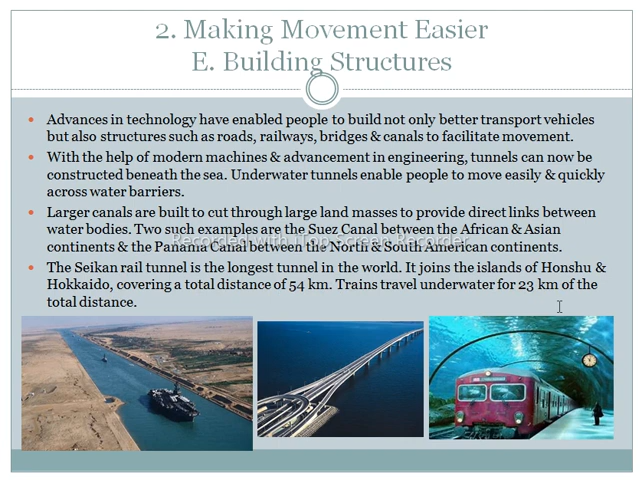 2. Making Movement Easier
E. Building Structures
• Advances in technology have enabled people to build not only better transport vehicles
but also structures such as roads, railways, bridges & canals to facilitate movement.
• With the help of modern machines & advancement in engineering, tunnels can now be
constructed beneath the sea. Underwater tunnels enable people to move easily & quickly
across water barriers.
• Larger canals are built to cut through large land masses to provide direct links between
water bodies. Two such examples are the Suez Canal between the African & Asian
continents & the Panama Canal between the North & South American continents.
Recorded with iTop Screen Recorder
• The Seikan rail tunnel is the longest tunnel in the world. It joins the islands of Honshu &
Hokkaido, covering a total distance of 54 km. Trains travel underwater for 23 km of the
total distance.